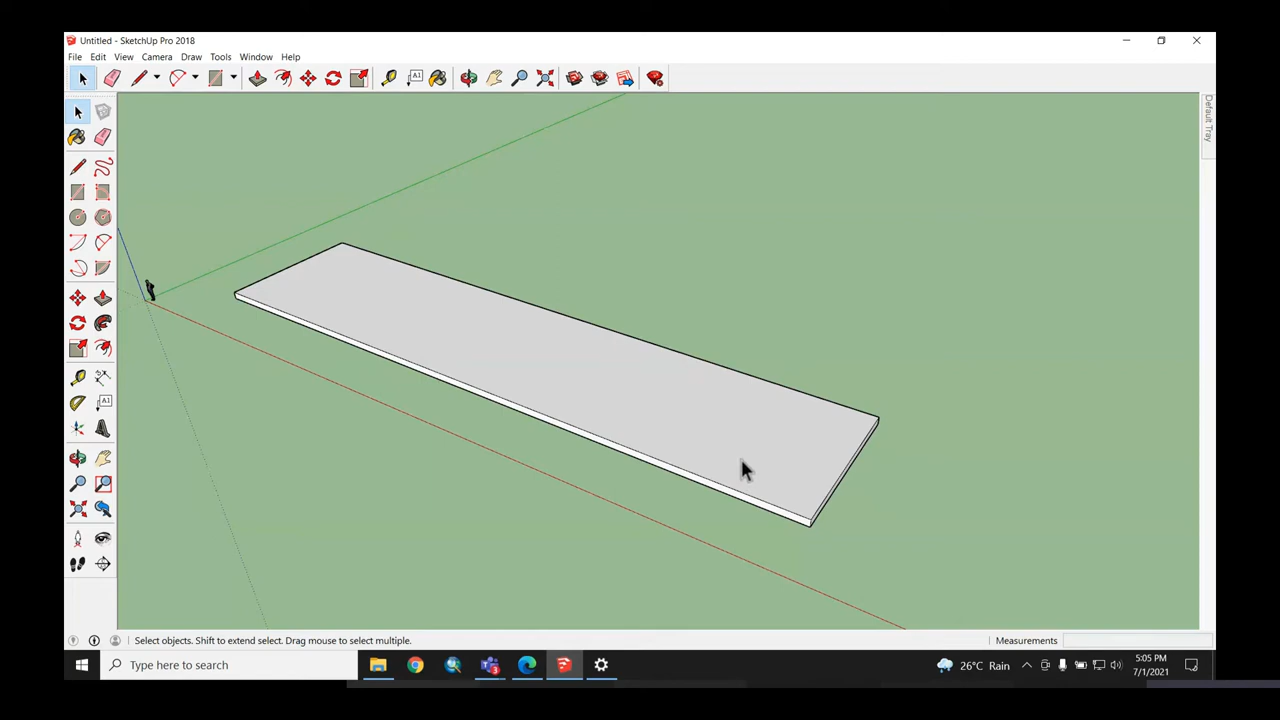 Untitled - SketchUp Pro 2018
File Edit View Camera Draw Tools Window Help
A1
Default Tray
A1
Select objects. Shift to extend select. Drag mouse to select multiple.
Measurements
Type here to search
26°C Rain
5:05 PM
7/1/2021